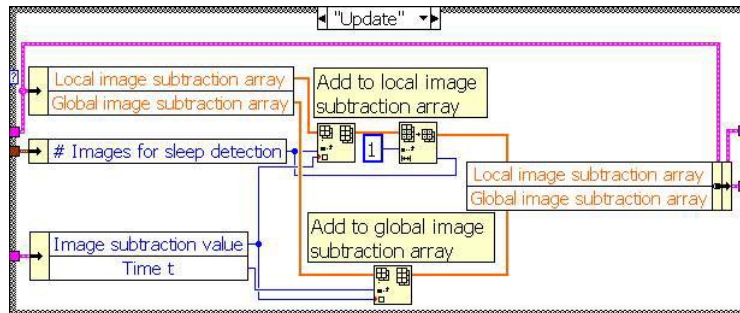 "Update"
?
Local image subtraction array
Global image subtraction array
Add to local image
subtraction array
# Images for sleep detection
1
Local image subtraction array
Global image subtraction array
Add to global image
subtraction array
Image subtraction value
Time t